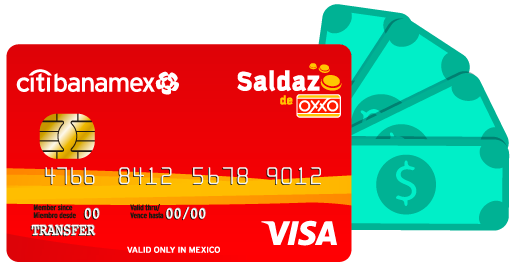 citibanamex
Saldazo
de OXXO
4766 8412 5678 9012
Member since
Miembro desde 00
Valid thru/
Vence hasta 00/00
TRANSFER
VISA
VALID ONLY IN MEXICO
$